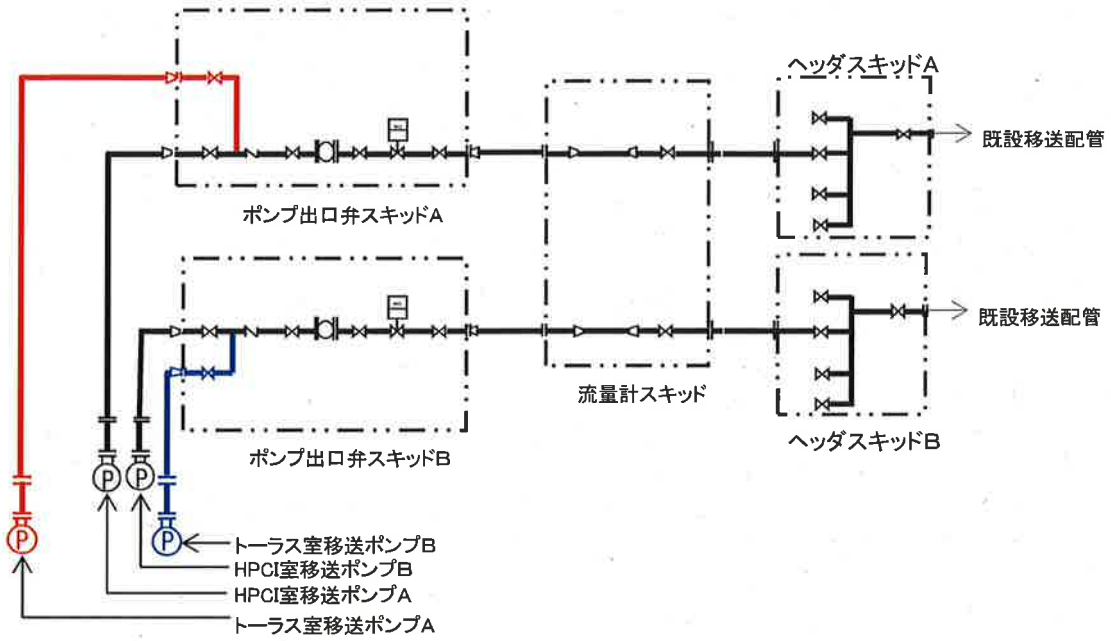 ヘッダスキッドA
既設移送配管
ポンプ出口弁スキッドA
既設移送配管
流量計スキッド
ヘッダスキッドB
ポンプ出口弁スキッドB
P
P
P
P
トーラス室移送ポンプB
HPCI室移送ポンプB
HPCI室移送ポンプA
トーラス室移送ポンプA